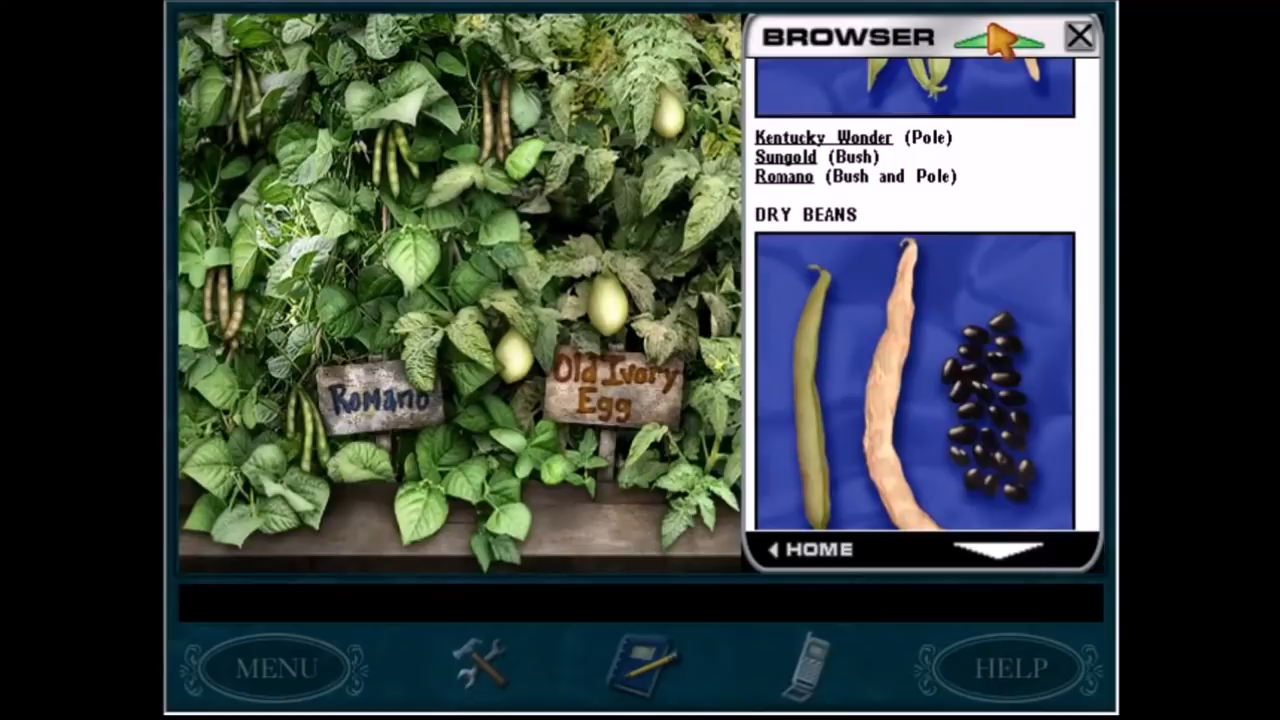 BROWSER
Kentucky Wonder (Pole)
Sungold (Bush)
Romano (Bush and Pole)
DRY BEANS
Romano
Old Ivory
Egg
HOME
MENU
HELP